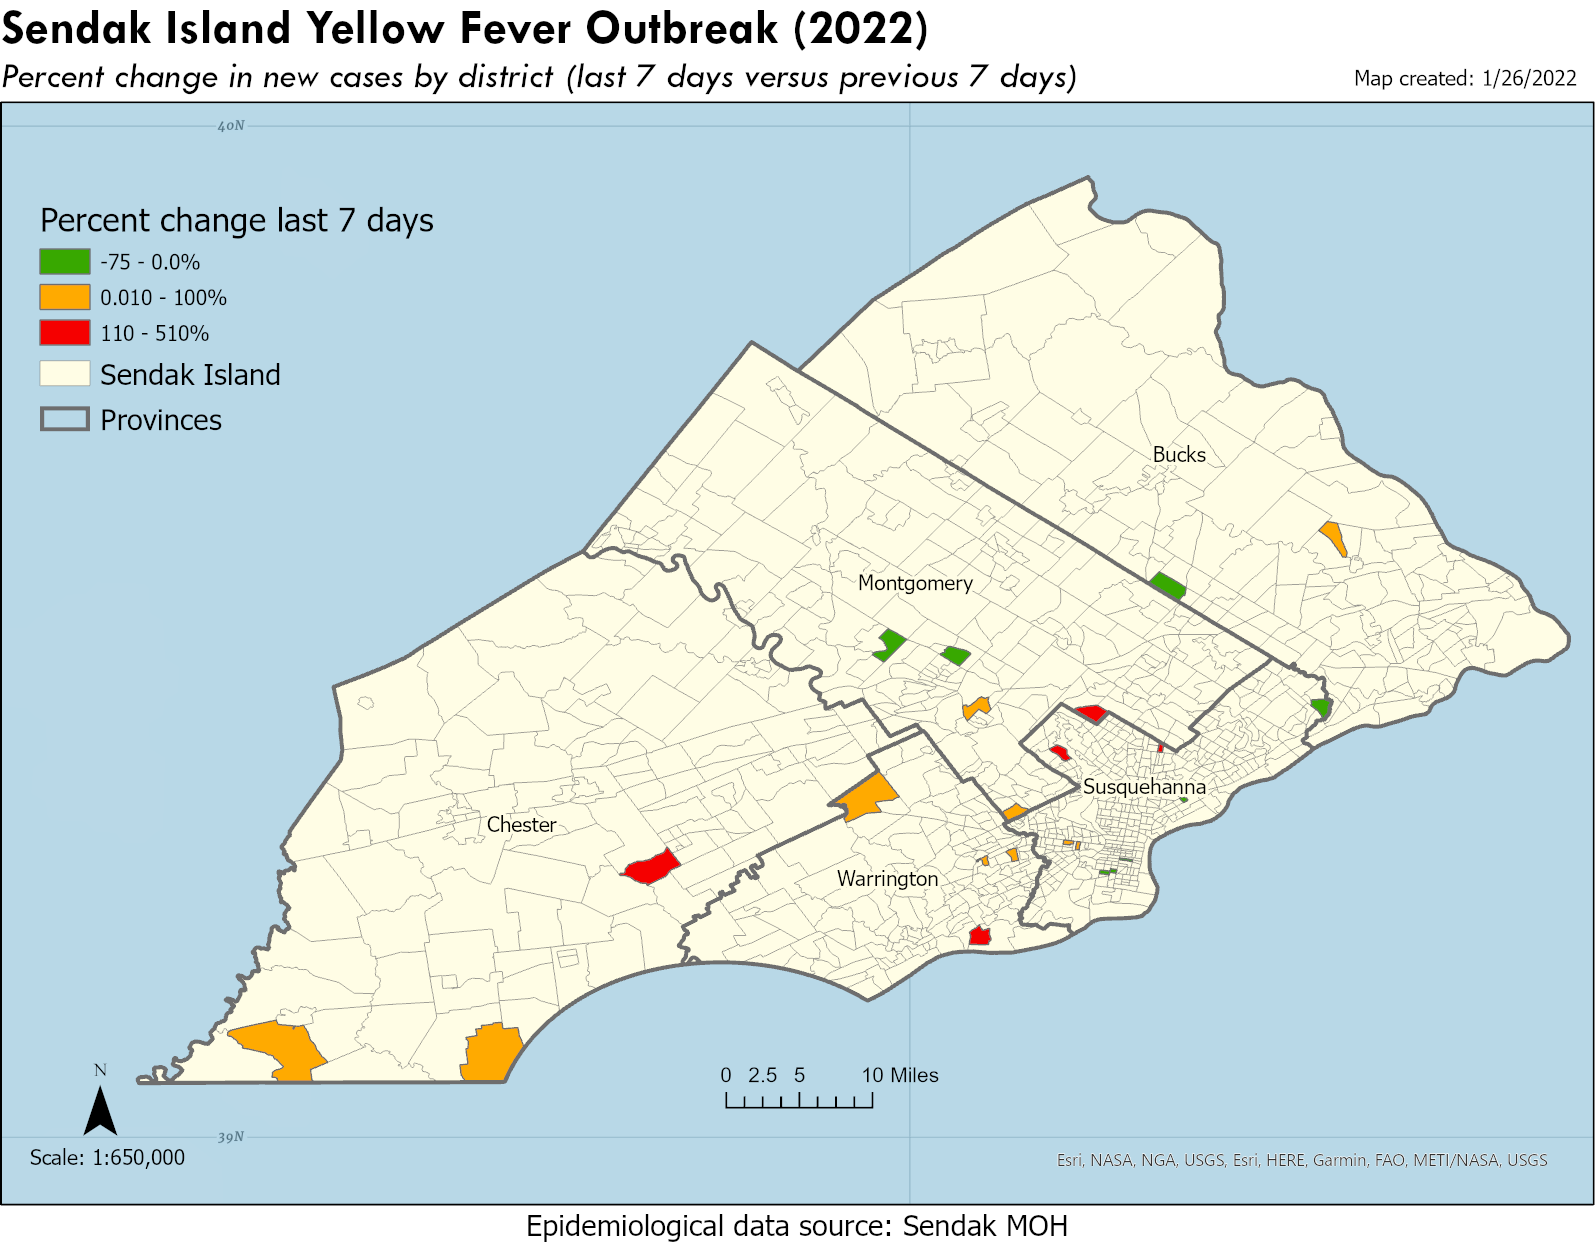 Sendak Island Yellow Fever Outbreak (2022)
Percent change in new cases by district (last 7 days versus previous 7 days)
Map created: 1/26/2022
40N
Percent change last 7 days
-75 - 0.0%
0.010 - 100%
110 - 510%
Sendak Island
Provinces
Bucks
Montgomery
Susquehanna
Chester
Warrington
N
0 2.5 5 10 Miles
39N
Scale: 1:650,000
Esri, NASA, NGA, USGS, Esri, HERE, Garmin, FAO, METI/NASA, USGS
Epidemiological data source: Sendak MOH